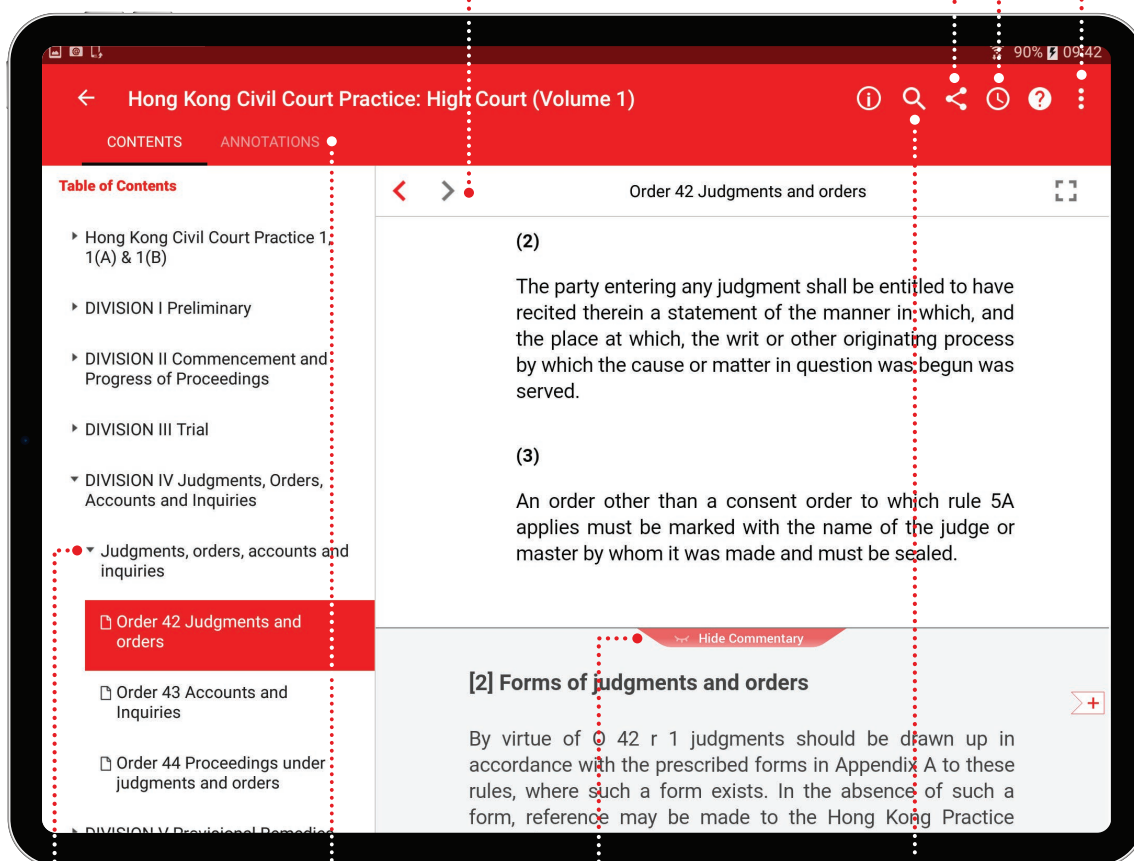 90% 09:42
Hong Kong Civil Court Practice: High Court (Volume 1)
CONTENTS ANNOTATIONS
Table of Contents
Hong Kong Civil Court Practice 1,
1(A) & 1(B)
DIVISION I Preliminary
DIVISION II Commencement and
Progress of Proceedings
DIVISION III Trial
DIVISION IV Judgments, Orders,
Accounts and Inquiries
Judgments, orders, accounts and
inquiries
Order 42 Judgments and
orders
Order 43 Accounts and
Inquiries
Order 44 Proceedings under
judgments and orders
DIVISION V Provisional Remedies
Order 42 Judgments and orders
(2)
The party entering any judgment shall be entitled to have
recited therein a statement of the manner in which, and
the place at which, the writ or other originating process
by which the cause or matter in question was begun was
served.
(3)
An order other than a consent order to which rule 5A
applies must be marked with the name of the judge or
master by whom it was made and must be sealed.
Hide Commentary
[2] Forms of judgments and orders
By virtue of O 42 r 1 judgments should be drawn up in
accordance with the prescribed forms in Appendix A to these
rules, where such a form exists. In the absence of such a
form, reference may be made to the Hong Kong Practice